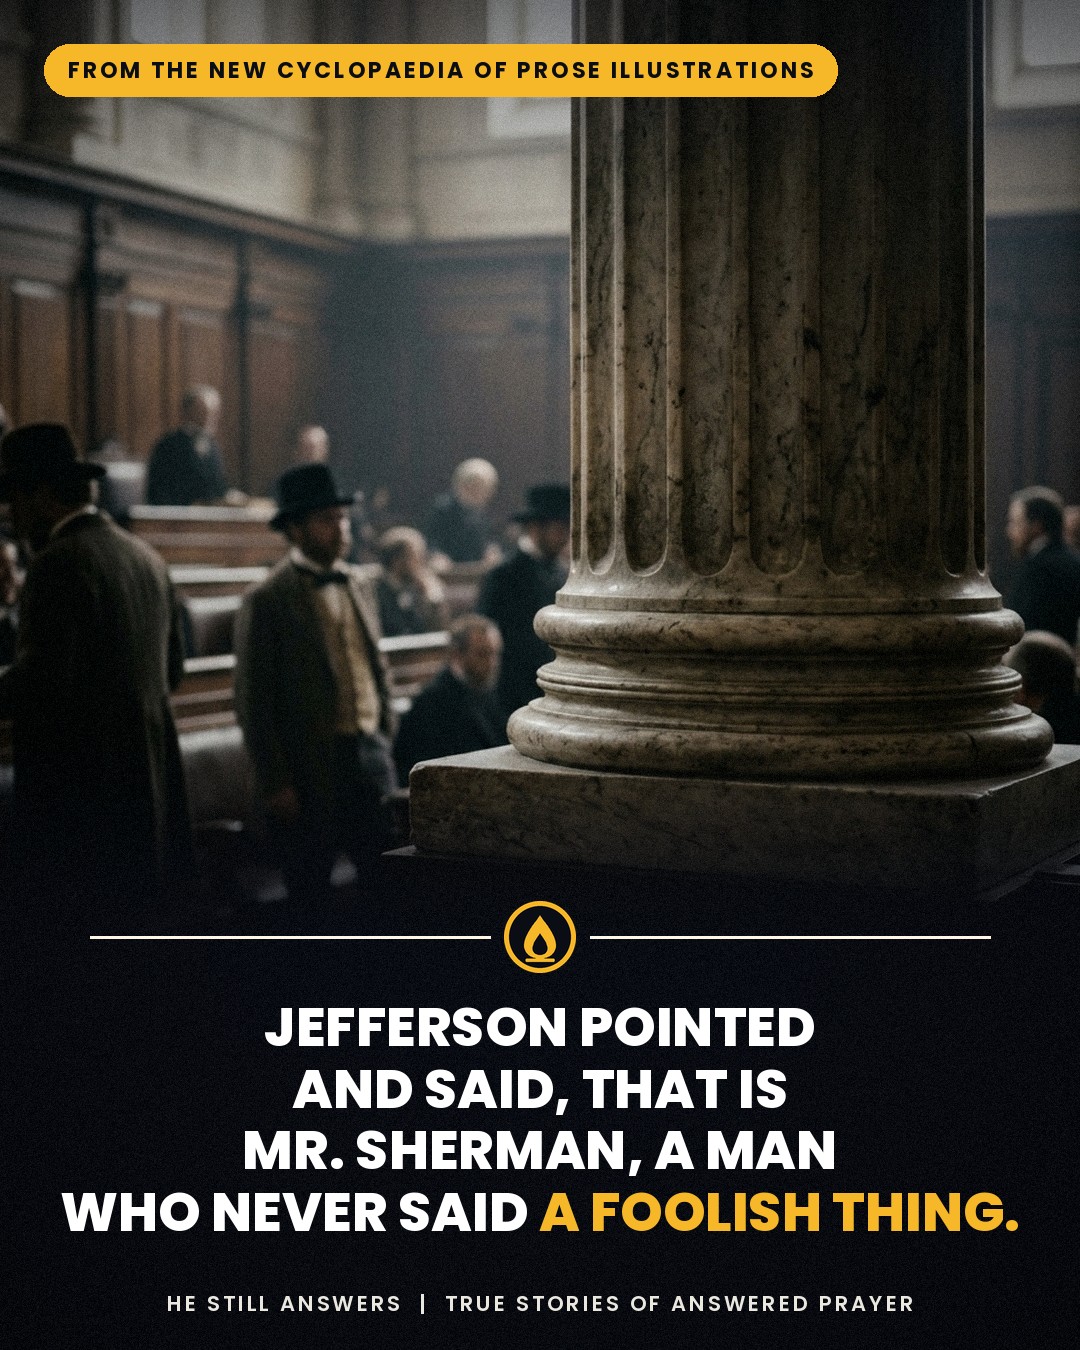 FROM THE NEW CYCLOPAEDIA OF PROSE ILLUSTRATIONS
JEFFERSON POINTED
AND SAID, THAT IS
MR. SHERMAN, A MAN
WHO NEVER SAID A FOOLISH THING.
HE STILL ANSWERS | TRUE STORIES OF ANSWERED PRAYER